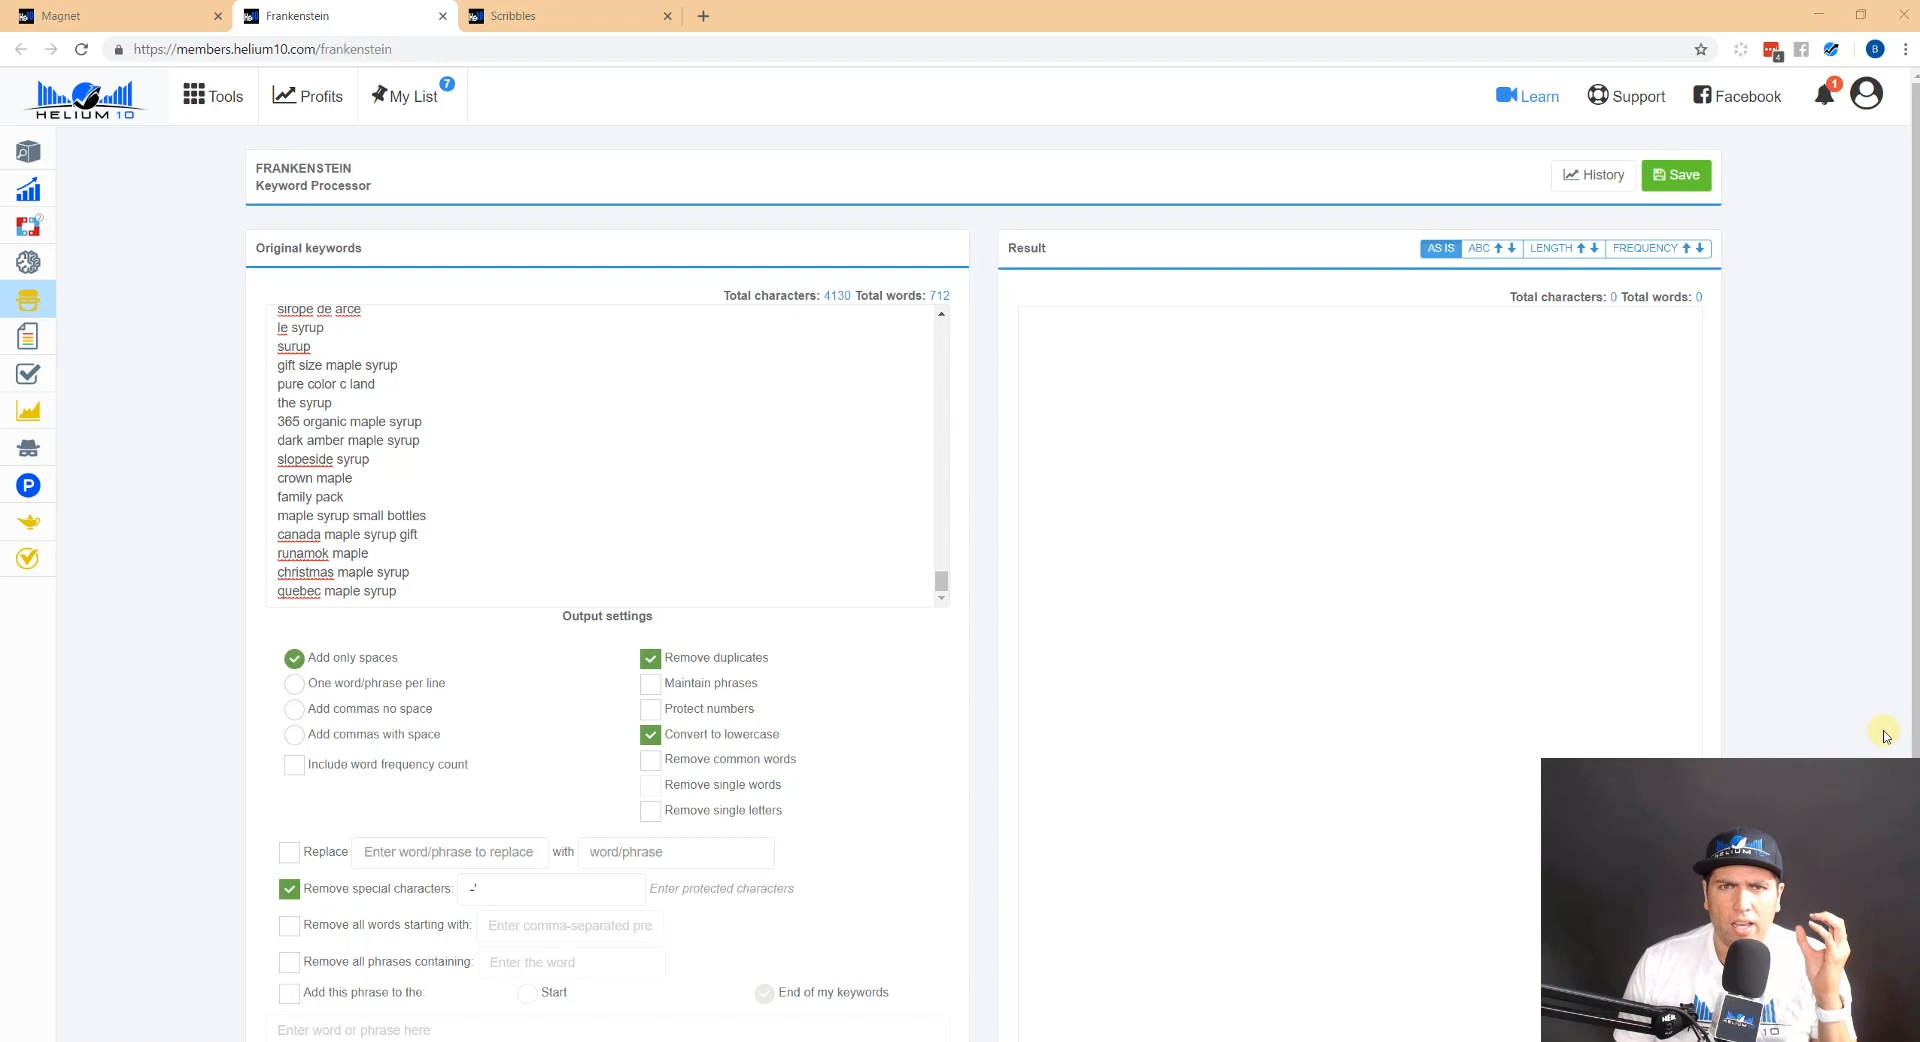 Magnet
Frankenstein
Scribbles
https://members.helium10.com/frankenstein
4
B
HELIUM 10
Tools
Profits
My List
7
Learn
Support
Facebook
1
FRANKENSTEIN
Keyword Processor
History
Save
Original keywords
Result
AS IS
ABC
LENGTH
FREQUENCY
Total characters: 4130 Total words: 712
Total characters: 0 Total words: 0
sirope de arce
le syrup
surup
gift size maple syrup
pure color c land
the syrup
365 organic maple syrup
dark amber maple syrup
slopeside syrup
crown maple
family pack
maple syrup small bottles
canada maple syrup gift
runamok maple
christmas maple syrup
quebec maple syrup
Output settings
Add only spaces
One word/phrase per line
Add commas no space
Add commas with space
Include word frequency count
Remove duplicates
Maintain phrases
Protect numbers
Convert to lowercase
Remove common words
Remove single words
Remove single letters
Replace Enter word/phrase to replace with word/phrase
Remove special characters: -' Enter protected characters
Remove all words starting with: Enter comma-separated pre
Remove all phrases containing: Enter the word
Add this phrase to the: Start End of my keywords
Enter word or phrase here
HELIUM 10